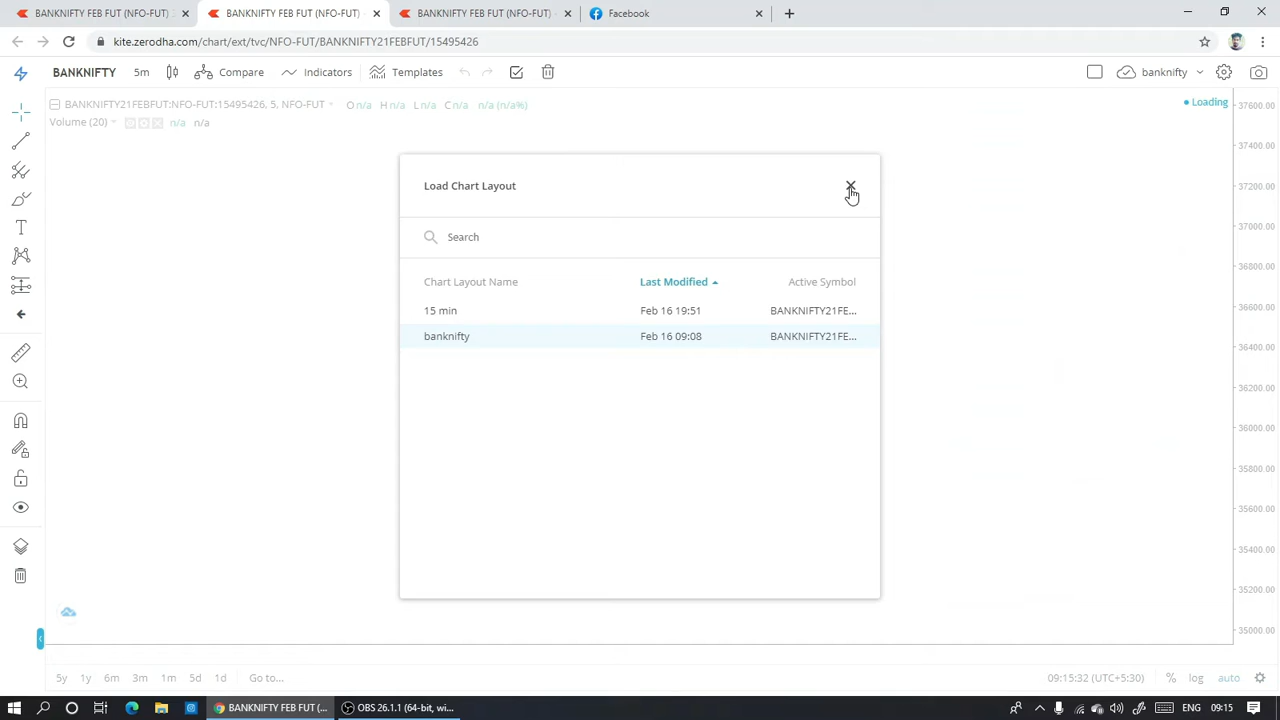 BANKNIFTY FEB FUT (NFO-FUT)
BANKNIFTY FEB FUT (NFO-FUT)
BANKNIFTY FEB FUT (NFO-FUT)
Facebook
kite.zerodha.com/chart/ext/tvc/NFO-FUT/BANKNIFTY21FEBFUT/15495426
BANKNIFTY 5m Compare Indicators Templates banknifty
BANKNIFTY21FEBFUT:NFO-FUT:15495426, 5, NFO-FUT O n/a H n/a L n/a C n/a n/a (n/a%)
Loading
Volume (20) n/a n/a
Load Chart Layout
Search
Chart Layout Name Last Modified Active Symbol
15 min Feb 16 19:51 BANKNIFTY21FE...
banknifty Feb 16 09:08 BANKNIFTY21FE...
37600.00
37400.00
37200.00
37000.00
36800.00
36600.00
36400.00
36200.00
36000.00
35800.00
35600.00
35400.00
35200.00
35000.00
5y 1y 6m 3m 1m 5d 1d Go to... 09:15:32 (UTC+5:30) % log auto
BANKNIFTY FEB FUT (... OBS 26.1.1 (64-bit, wi... ENG 09:15